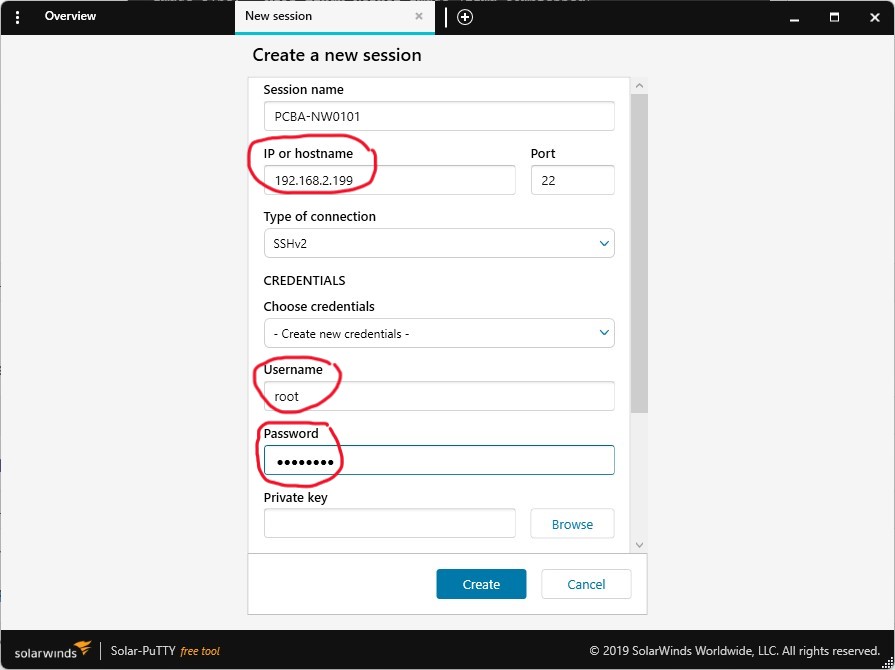 Overview
New session
Create a new session
Session name
PCBA-NW0101
IP or hostname Port
192.168.2.199 22
Type of connection
SSHv2
CREDENTIALS
Choose credentials
- Create new credentials -
Username
root
Password
••••••••
Private key
Browse
Create Cancel
solarwinds Solar-PuTTY free tool © 2019 SolarWinds Worldwide, LLC. All rights reserved.